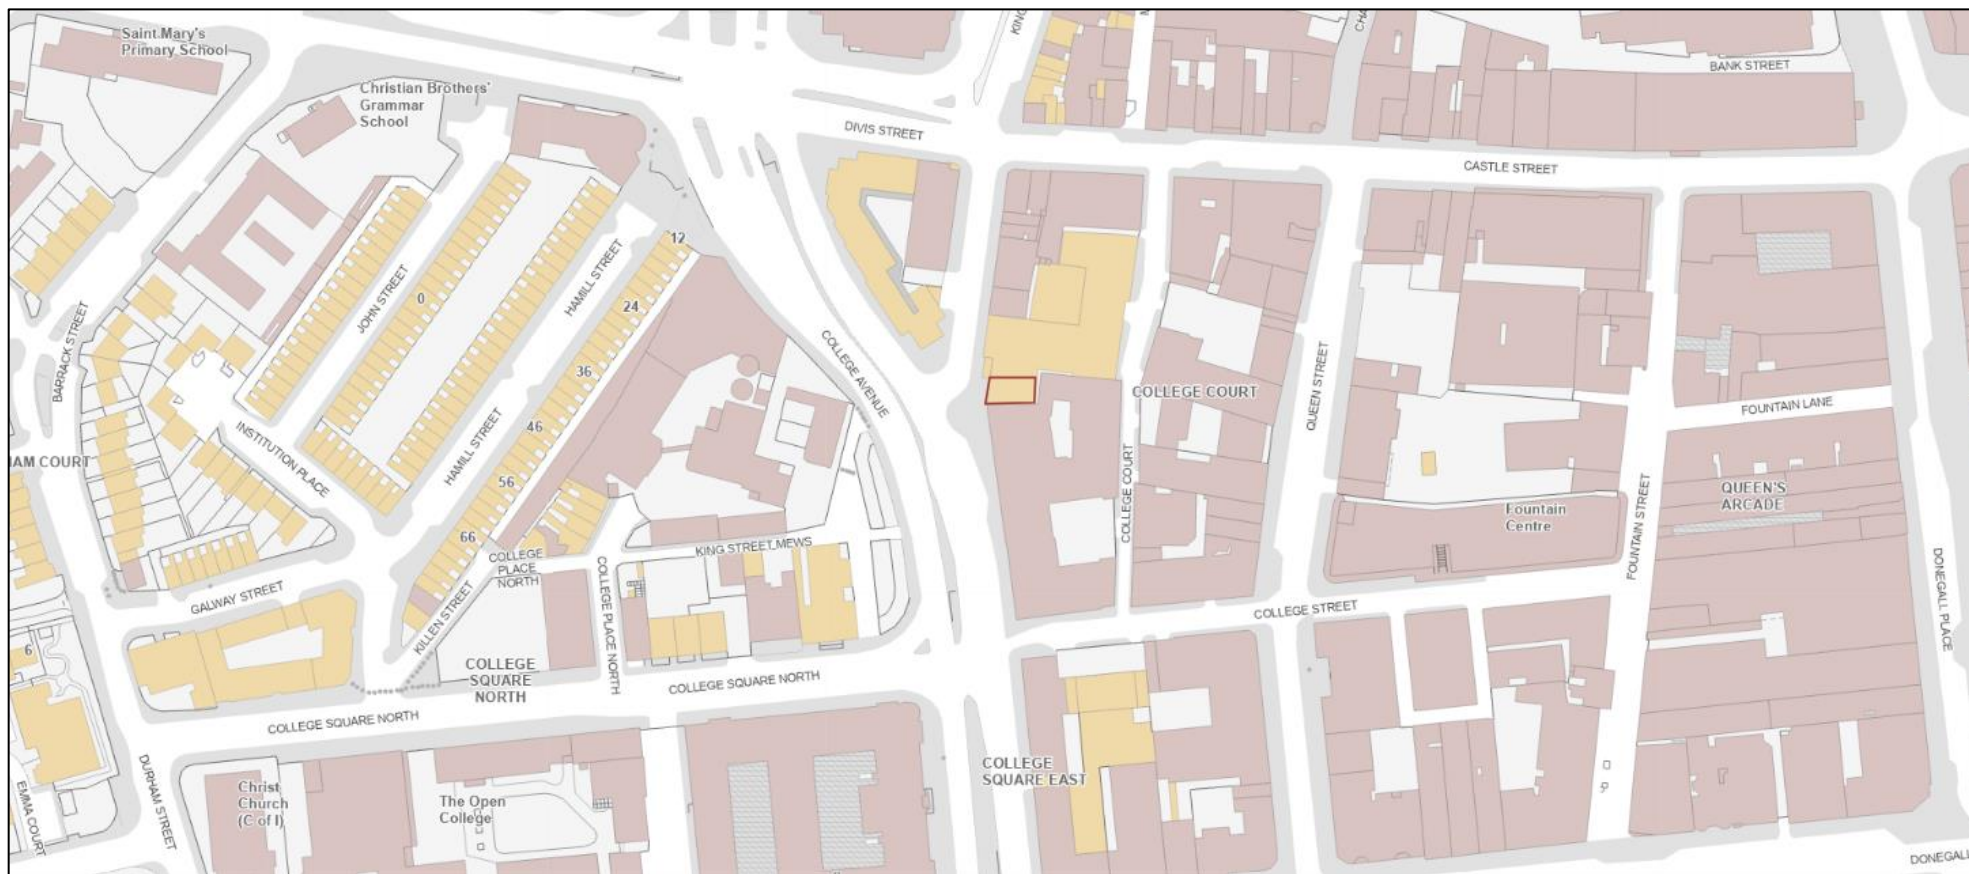 Saint Mary's
Primary School
Christian Brothers'
Grammar
School
DIVIS STREET
BANK STREET
CASTLE STREET
12
HAMILL STREET
24
JOHN STREET
0
36
COLLEGE AVENUE
BARRACK STREET
COLLEGE COURT
QUEEN STREET
FOUNTAIN LANE
46
HAMILL STREET
INSTITUTION PLACE
COLLEGE COURT
56
QUEEN'S
ARCADE
Fountain
Centre
FOUNTAIN STREET
66
COLLEGE
PLACE
NORTH
KING STREET MEWS
DONEGALL PLACE
GALWAY STREET
KILLEN STREET
COLLEGE PLACE NORTH
COLLEGE STREET
6
COLLEGE
SQUARE
NORTH
COLLEGE SQUARE NORTH
COLLEGE SQUARE NORTH
COLLEGE
SQUARE EAST
DURHAM STREET
EMMA COURT
Christ
Church
(C of I)
The Open
College
DONEGALL